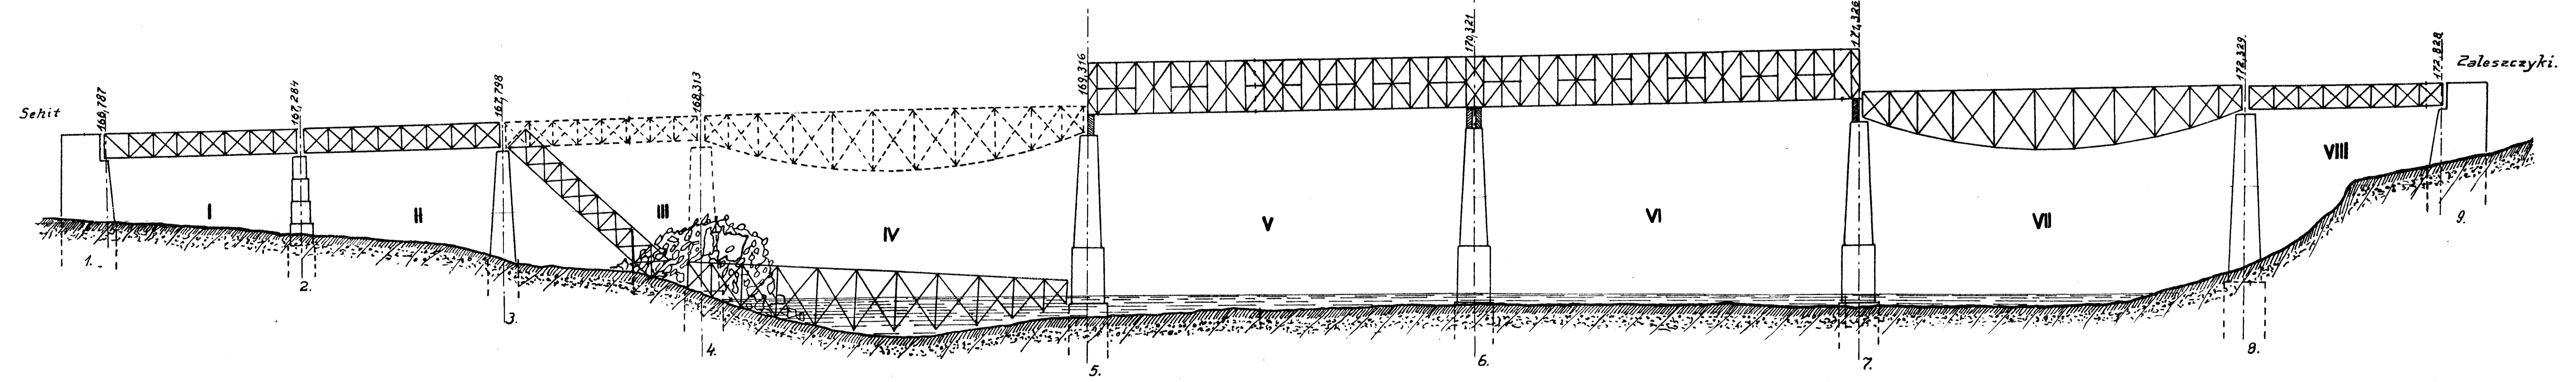 Sehit
166,787
167,284
167,798
168,313
169,316
170,321
171,326
172,329.
172,828
Zaleszczyki.
I
II
III
IV
V
VI
VII
VIII
1.
2.
3.
4.
5.
6.
7.
8.
9.